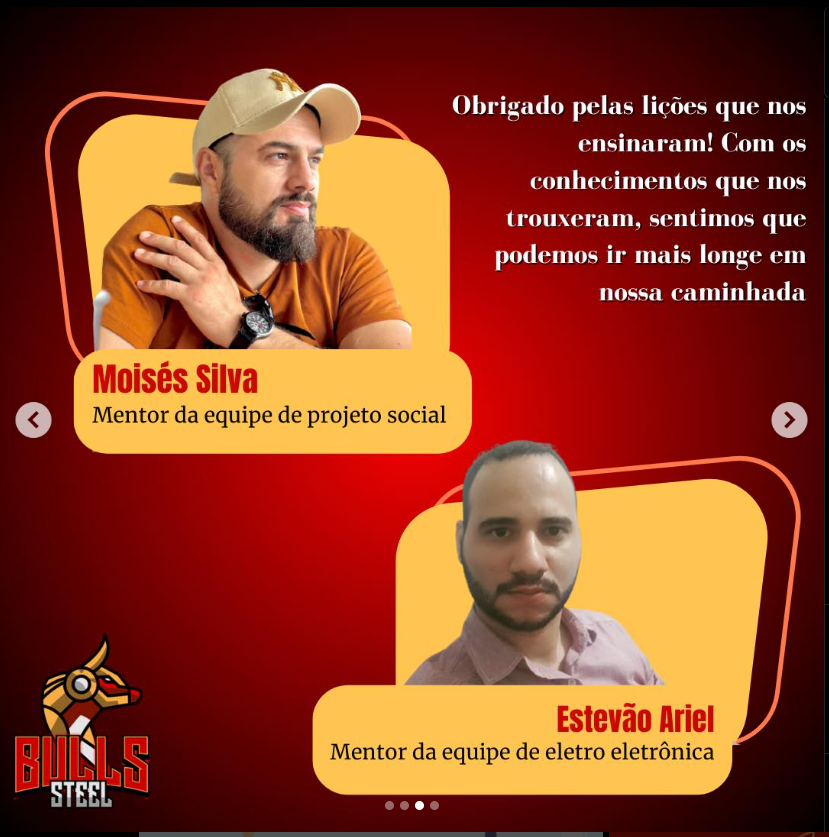 Obrigado pelas lições que nos
ensinaram! Com os
conhecimentos que nos
trouxeram, sentimos que
podemos ir mais longe em
nossa caminhada
Moisés Silva
Mentor da equipe de projeto social
Estevão Ariel
Mentor da equipe de eletro eletrônica
BULLS
STEEL